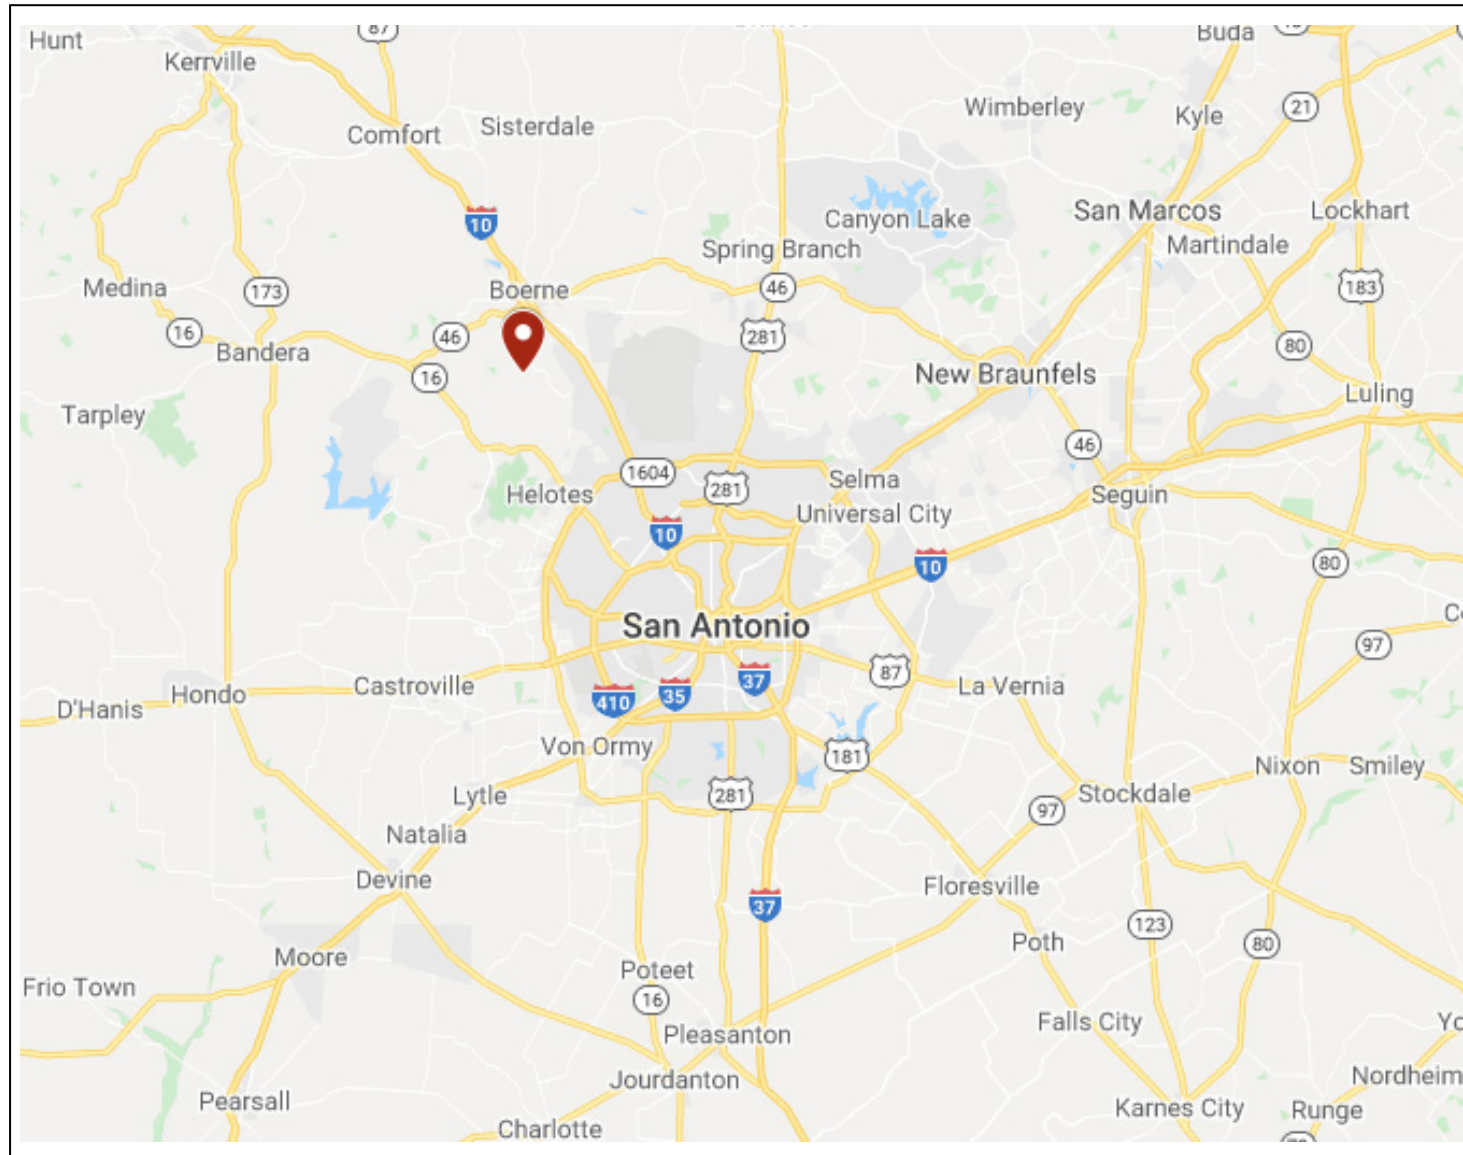 87
Buda
Hunt
Kerrville
Wimberley
21
Kyle
Comfort
Sisterdale
10
Canyon Lake
San Marcos
Lockhart
Spring Branch
Martindale
Medina
173
Boerne
46
183
16
46
281
80
Bandera
16
New Braunfels
Luling
Tarpley
46
1604
281
Selma
Helotes
Seguin
Universal City
10
10
80
San Antonio
97
87
37
Castroville
La Vernia
Hondo
410
35
D'Hanis
Von Ormy
181
Nixon
Smiley
Lytle
281
Stockdale
97
Natalia
Devine
Floresville
37
123
Poth
80
Moore
Poteet
Frio Town
16
Falls City
Pleasanton
Jourdanton
Nordheim
Pearsall
Karnes City
Runge
Charlotte